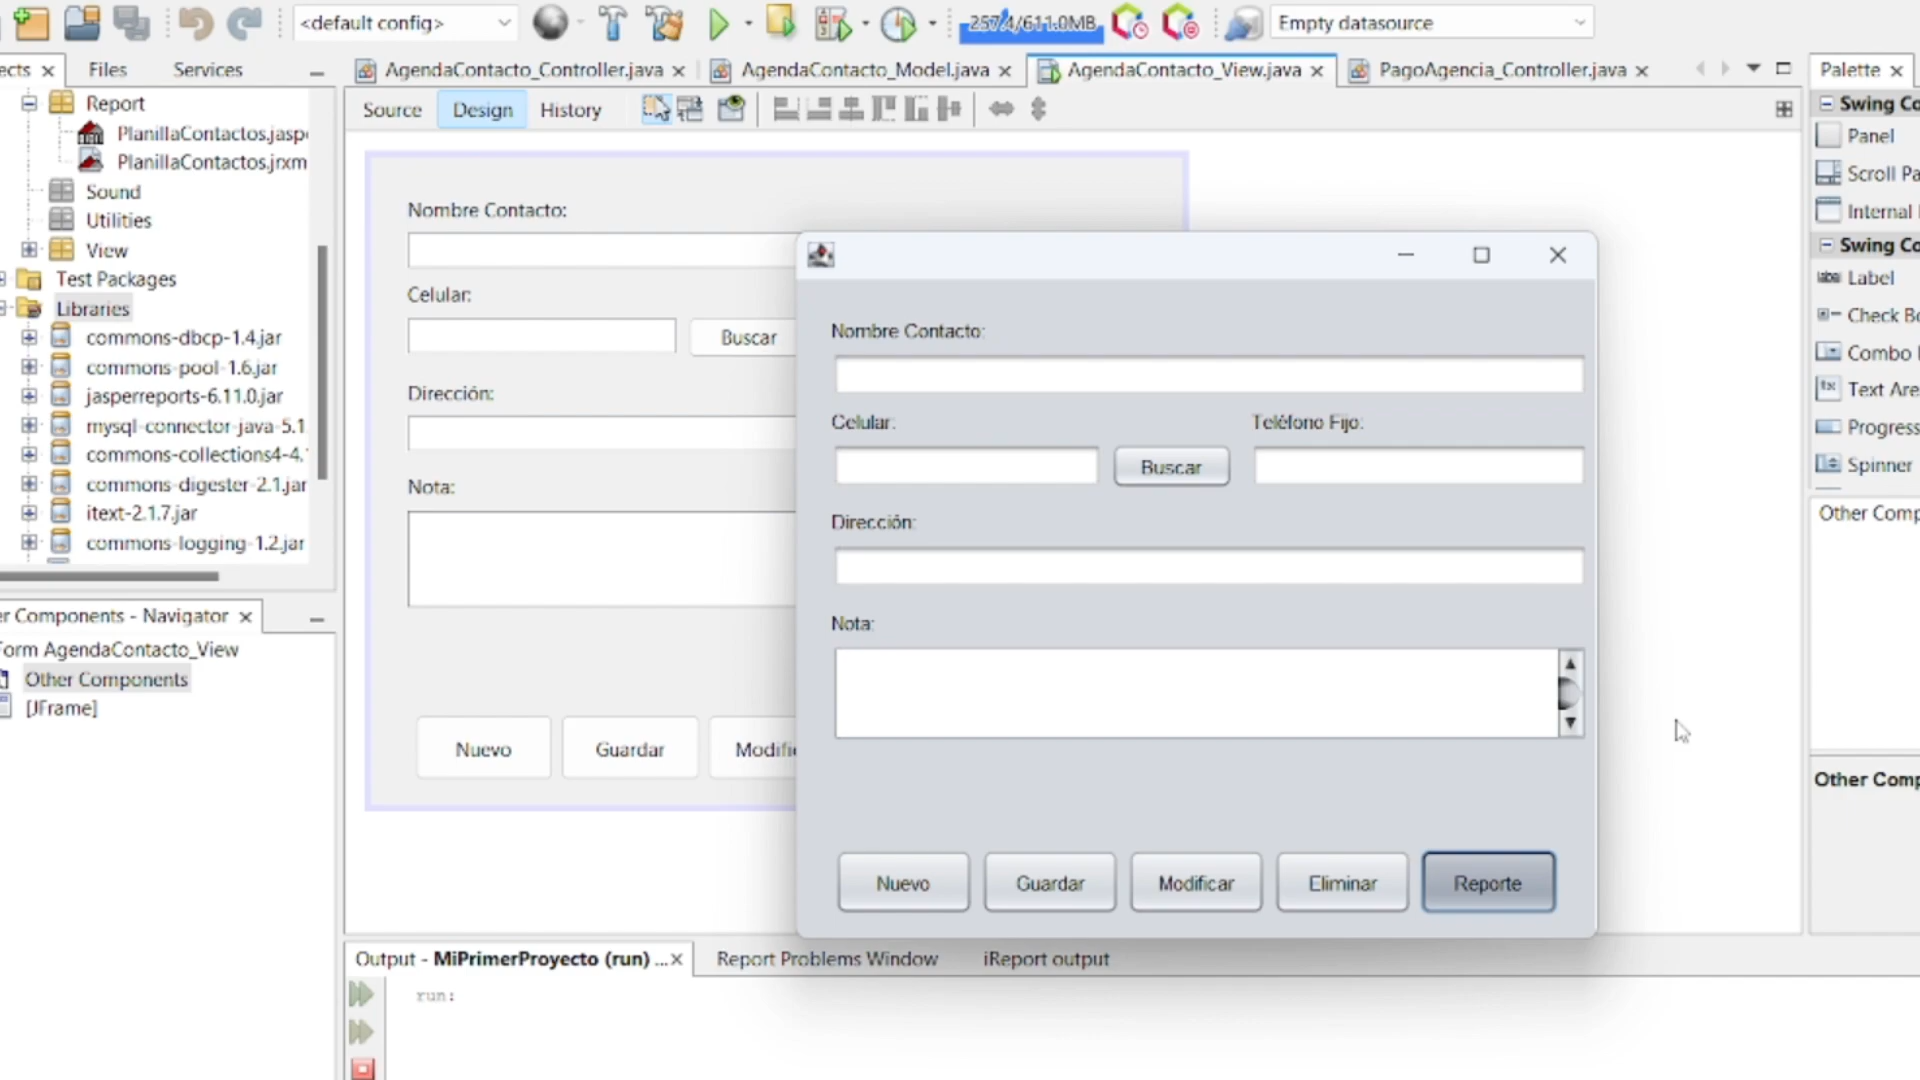 <default config>
257.4/611.0MB
Empty datasource
Files
Services
AgendaContacto_Controller.java
AgendaContacto_Model.java
AgendaContacto_View.java
PagoAgencia_Controller.java
Palette
Source
Design
History
Report
PlanillaContactos.jasp
PlanillaContactos.jrxm
Sound
Utilities
View
Test Packages
Libraries
commons-dbcp-1.4.jar
commons-pool-1.6.jar
jasperreports-6.11.0.jar
mysql-connector-java-5.1
commons-collections4-4.
commons-digester-2.1.jar
itext-2.1.7.jar
commons-logging-1.2.jar
Components - Navigator
Form AgendaContacto_View
Other Components
[JFrame]
Nombre Contacto:
Celular:
Buscar
Dirección:
Nota:
Nuevo
Guardar
Modific
Nombre Contacto:
Celular:
Teléfono Fijo:
Buscar
Dirección:
Nota:
Nuevo
Guardar
Modificar
Eliminar
Reporte
Swing Co
Panel
Scroll Pa
Internal
Swing Co
label Label
Check Bo
Combo
Text Are
Progress
Spinner
Other Comp
Other Comp
Output - MiPrimerProyecto (run) ...
Report Problems Window
iReport output
run: